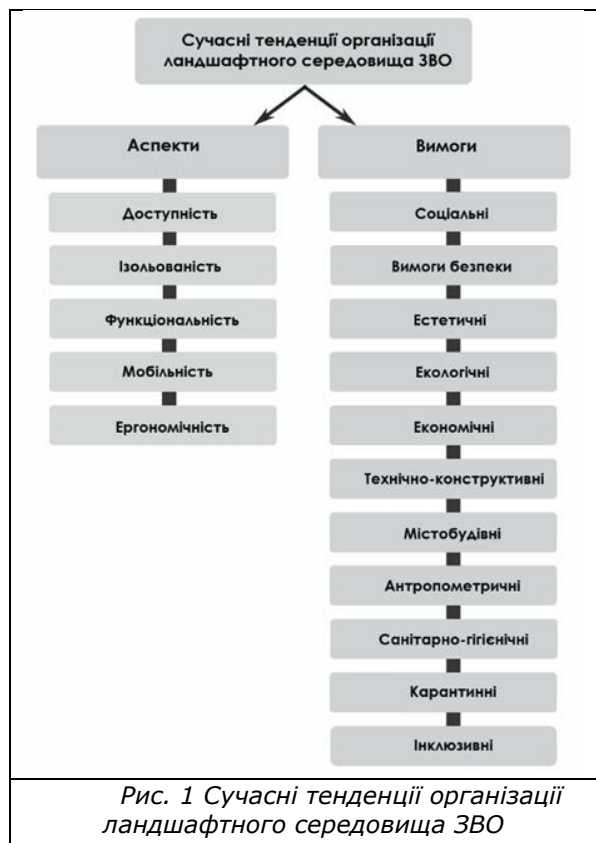 Сучасні тенденції організації
ландшафтного середовища ЗВО
Аспекти
Доступність
Ізольованість
Функціональність
Мобільність
Ергономічність
Вимоги
Соціальні
Вимоги безпеки
Естетичні
Екологічні
Економічні
Технічно-конструктивні
Містобудівні
Антропометричні
Санітарно-гігієнічні
Карантинні
Інклюзивні
Рис. 1 Сучасні тенденції організації
ландшафтного середовища ЗВО